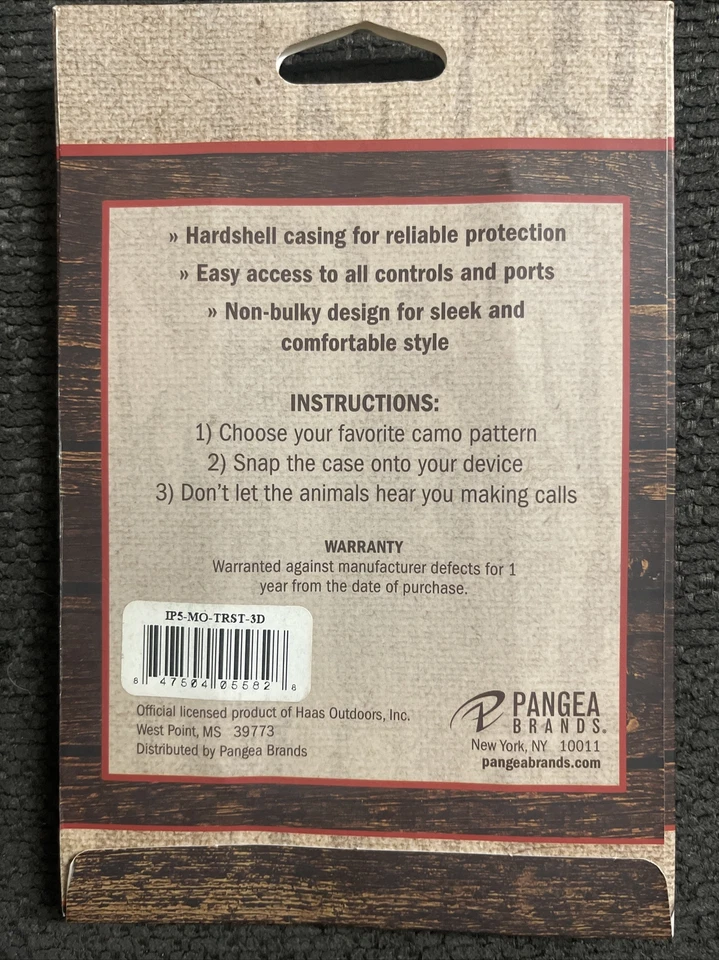 » Hardshell casing for reliable protection
» Easy access to all controls and ports
» Non-bulky design for sleek and
comfortable style
INSTRUCTIONS:
1) Choose your favorite camo pattern
2) Snap the case onto your device
3) Don't let the animals hear you making calls
WARRANTY
Warranted against manufacturer defects for 1
year from the date of purchase.
IP5-MO-TRST-3D
8 47504 05582 8
Official licensed product of Haas Outdoors, Inc.
West Point, MS 39773
Distributed by Pangea Brands
PANGEA
BRANDS®
New York, NY 10011
pangeabrands.com